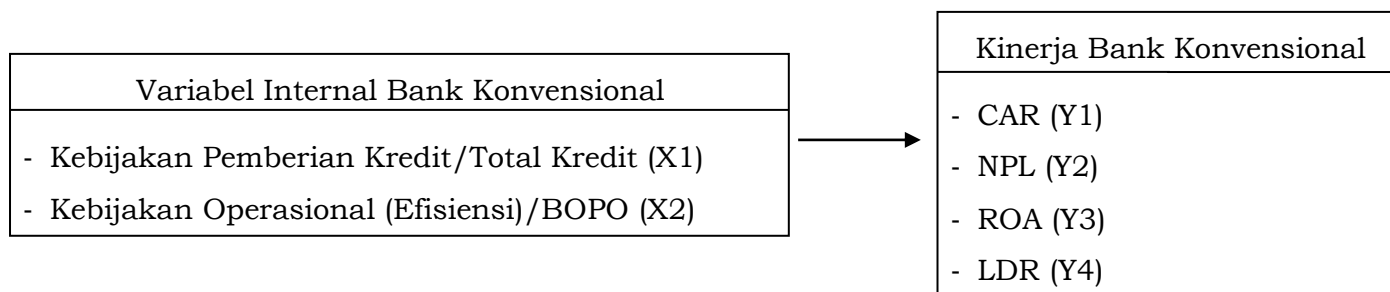 Variabel Internal Bank Konvensional
- Kebijakan Pemberian Kredit/Total Kredit (X1)
- Kebijakan Operasional (Efisiensi)/BOPO (X2)
Kinerja Bank Konvensional
- CAR (Y1)
- NPL (Y2)
- ROA (Y3)
- LDR (Y4)